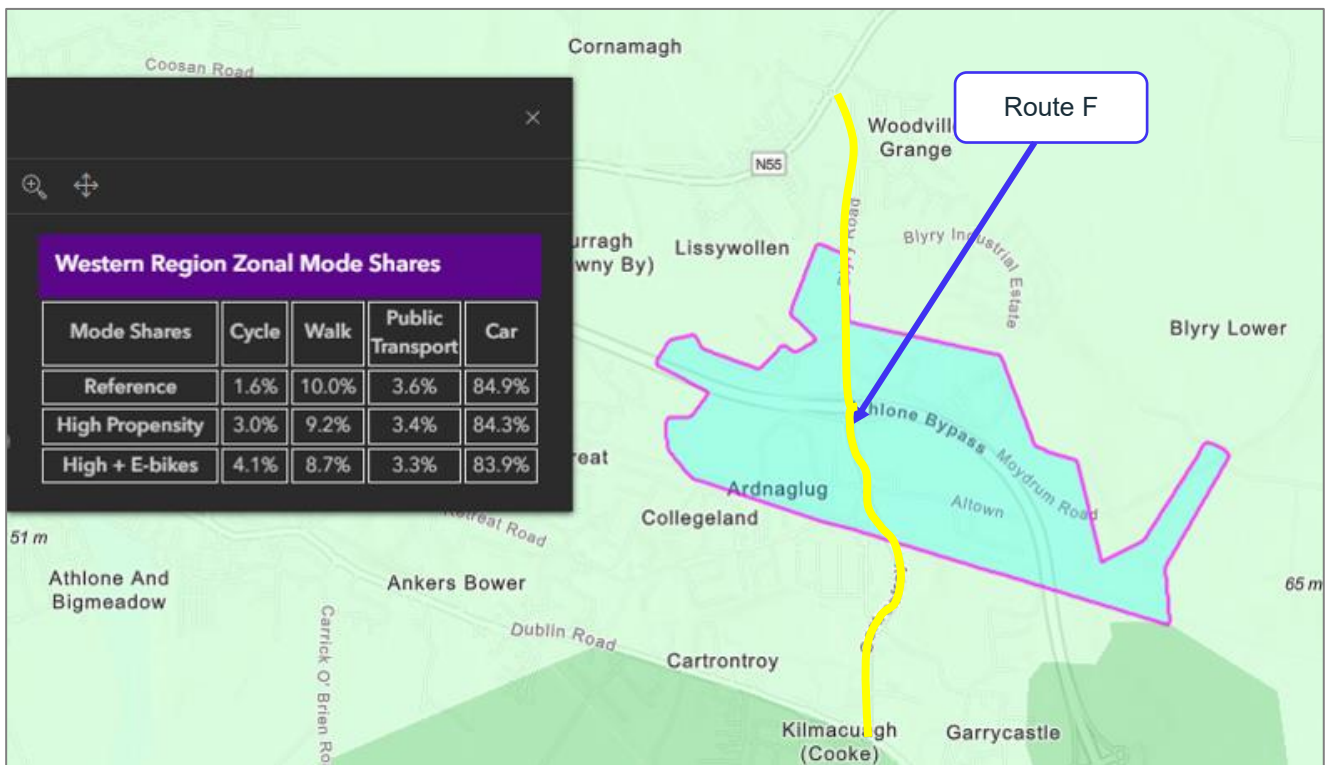 Cornamagh
Coosan Road
Route F
Woodvill
Grange
N55
×
Western Region Zonal Mode Shares
Mode Shares Cycle Walk Public Transport Car
Reference 1.6% 10.0% 3.6% 84.9%
High Propensity 3.0% 9.2% 3.4% 84.3%
High + E-bikes 4.1% 8.7% 3.3% 83.9%
urragh
wny By)
Lissywollen
Blyry Road
Blyry Industrial Estate
Blyry Lower
hlone Bypass
Moydrum Road
eat
Ardnaglug
Altown
Collegeland
Retreat Road
51 m
Athlone And
Bigmeadow
Ankers Bower
65 m
Carrick O' Brien Ro
Dublin Road
Cartrontroy
Kilmacuagh
(Cooke)
Garrycastle